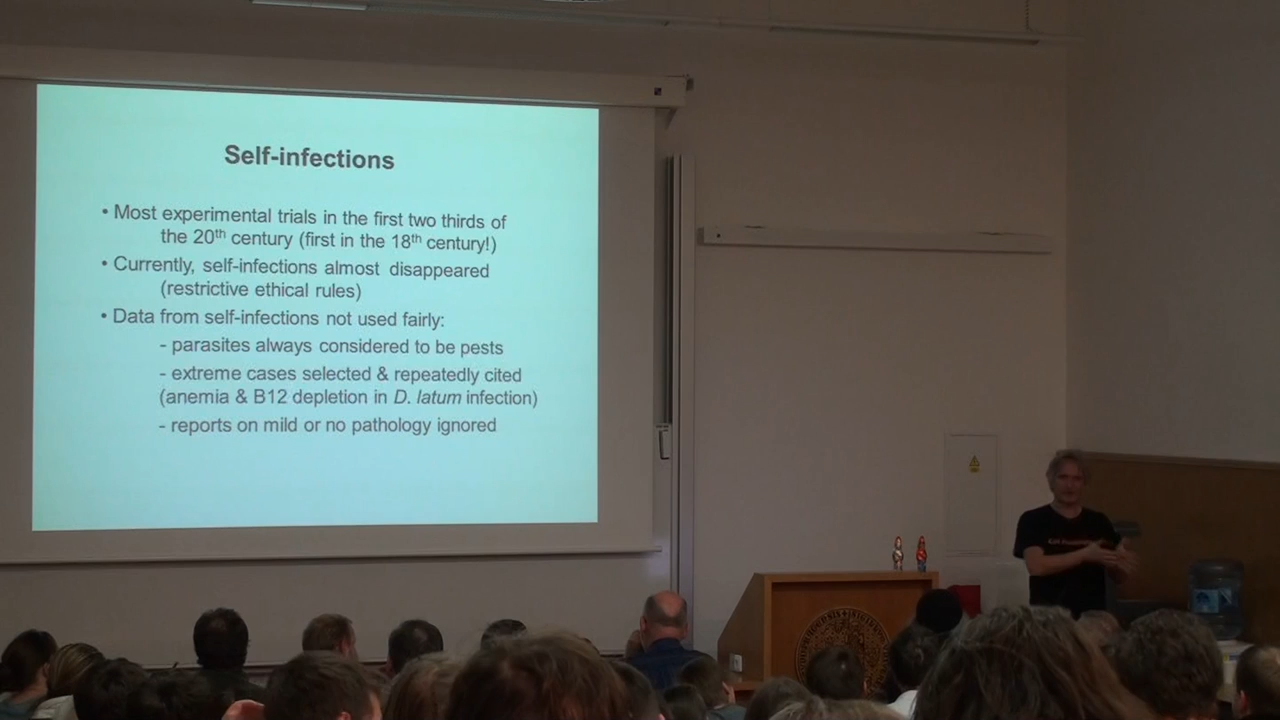 Self-infections
• Most experimental trials in the first two thirds of
the 20th century (first in the 18th century!)
• Currently, self-infections almost disappeared
(restrictive ethical rules)
• Data from self-infections not used fairly:
- parasites always considered to be pests
- extreme cases selected & repeatedly cited
(anemia & B12 depletion in D. latum infection)
- reports on mild or no pathology ignored